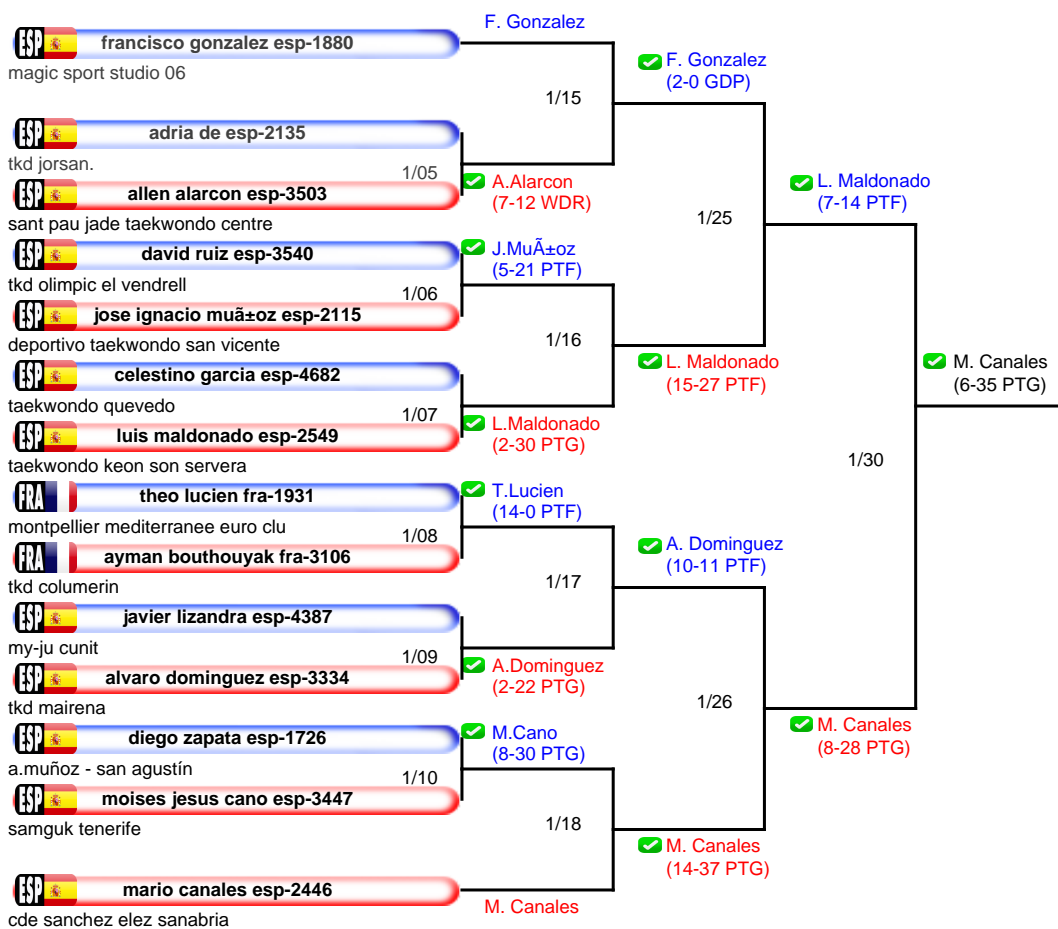 F. Gonzalez
ESP francisco gonzalez esp-1880
magic sport studio 06
F. Gonzalez
(2-0 GDP)
1/15
ESP adria de esp-2135
tkd jorsan.
1/05
ESP allen alarcon esp-3503
A.Alarcon
(7-12 WDR)
sant pau jade taekwondo centre
L. Maldonado
(7-14 PTF)
1/25
ESP david ruiz esp-3540
J.MuÃ±oz
(5-21 PTF)
tkd olimpic el vendrell
1/06
ESP jose ignacio muã±oz esp-2115
deportivo taekwondo san vicente
1/16
ESP celestino garcia esp-4682
L. Maldonado
(15-27 PTF)
M. Canales
(6-35 PTG)
taekwondo quevedo
1/07
ESP luis maldonado esp-2549
L.Maldonado
(2-30 PTG)
taekwondo keon son servera
1/30
FRA theo lucien fra-1931
T.Lucien
(14-0 PTF)
montpellier mediterranee euro clu
1/08
FRA ayman bouthouyak fra-3106
A. Dominguez
(10-11 PTF)
tkd columerin
1/17
ESP javier lizandra esp-4387
my-ju cunit
1/09
ESP alvaro dominguez esp-3334
A.Dominguez
(2-22 PTG)
tkd mairena
1/26
ESP diego zapata esp-1726
M.Cano
(8-30 PTG)
M. Canales
(8-28 PTG)
a.muñoz - san agustín
1/10
ESP moises jesus cano esp-3447
samguk tenerife
1/18
M. Canales
(14-37 PTG)
ESP mario canales esp-2446
M. Canales
cde sanchez elez sanabria